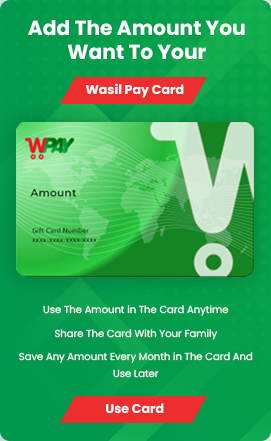 Add The Amount You
Want To Your
Wasil Pay Card
WPAY
Amount
Gift Card Number
XXXX-XXXX-XXXX-XXXX
Use The Amount in The Card Anytime
Share The Card With Your Family
Save Any Amount Every Month in The Card And
Use Later
Use Card